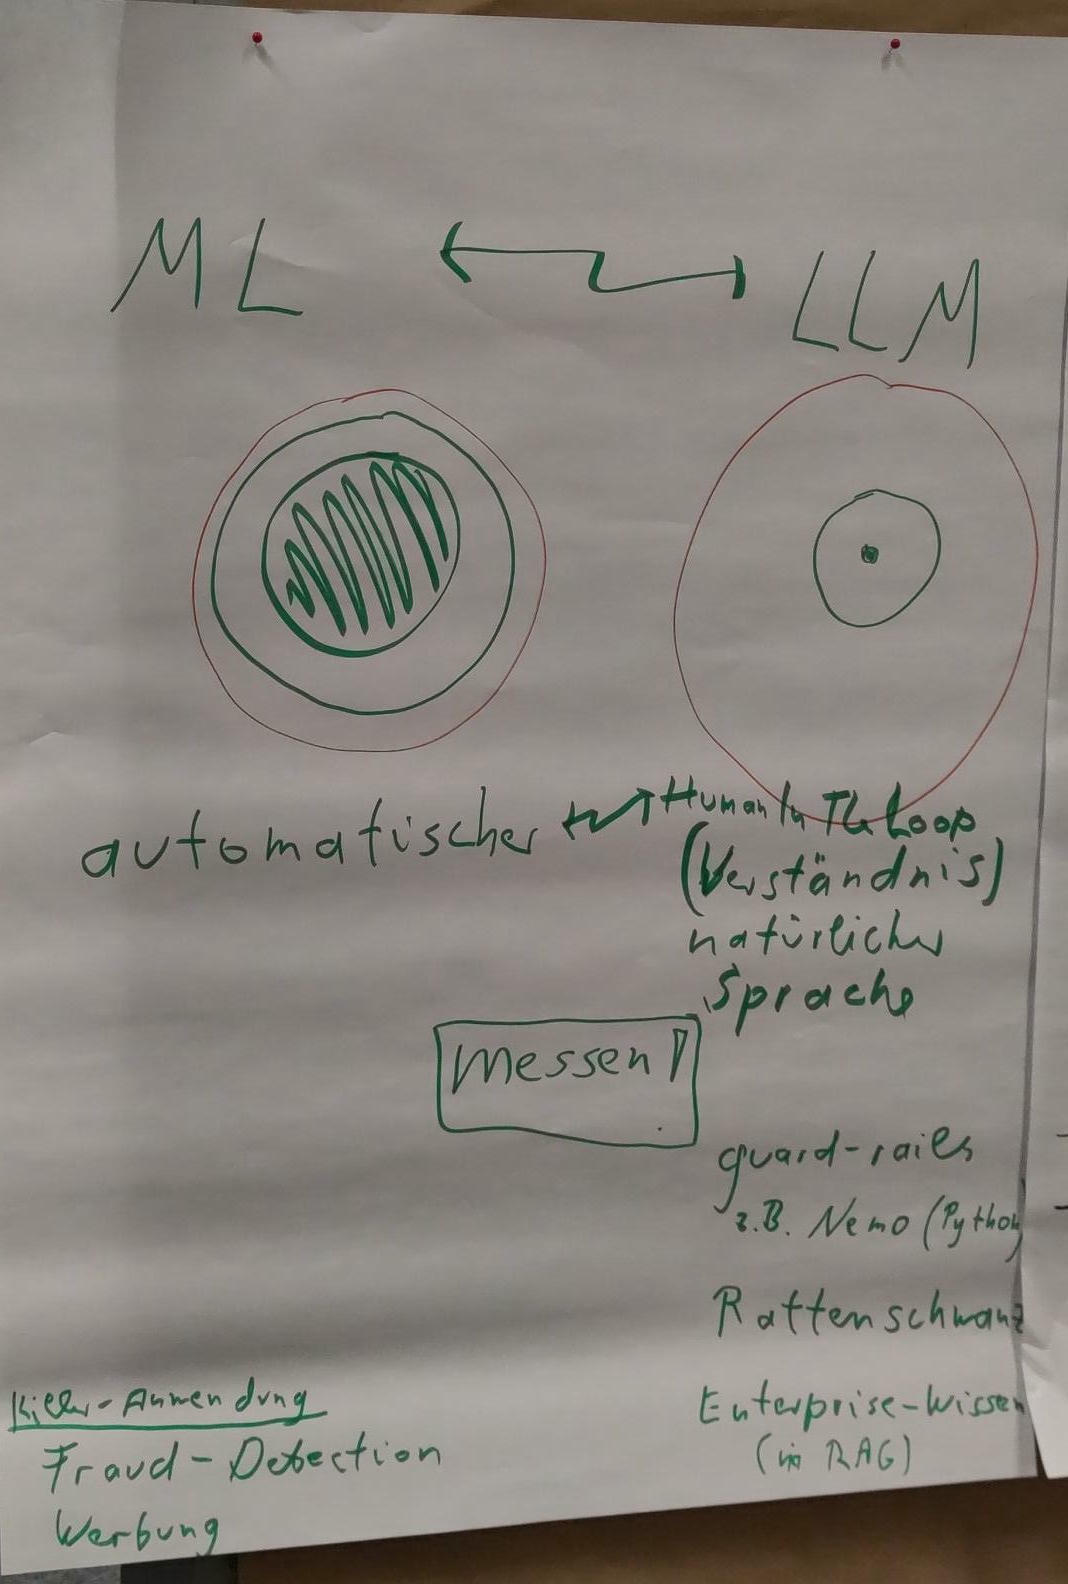 ML
LLM
automatischer
Human In The Loop
(Verständnis)
natürlicher
Sprache
Messen!
guard-rails
z.B. Nemo (Python)
Rattenschwanz
Enterprise-Wissen
(in RAG)
Killer-Anwendung
Fraud-Detection
Werbung